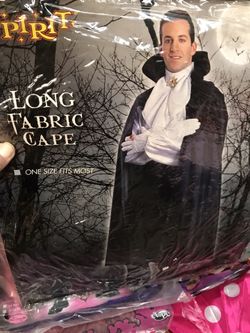 SPIRIT
LONG
FABRIC
CAPE
ONE SIZE FITS MOST